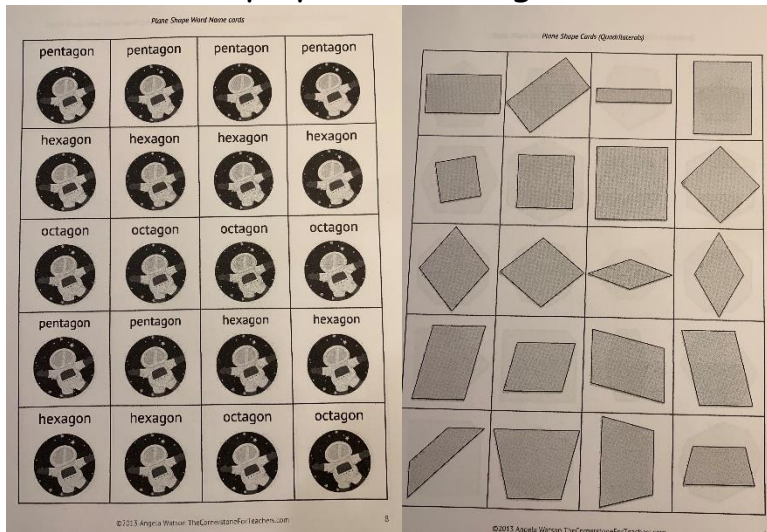 Plane Shape Word Name cards
pentagon pentagon pentagon pentagon
hexagon hexagon hexagon hexagon
octagon octagon octagon octagon
pentagon pentagon hexagon hexagon
hexagon hexagon octagon octagon
©2013 Angela Watson TheCornerstoneForTeachers.com
8
Plane Shape Cards (Quadrilaterals)
©2013 Angela Watson TheCornerstoneForTeachers.com